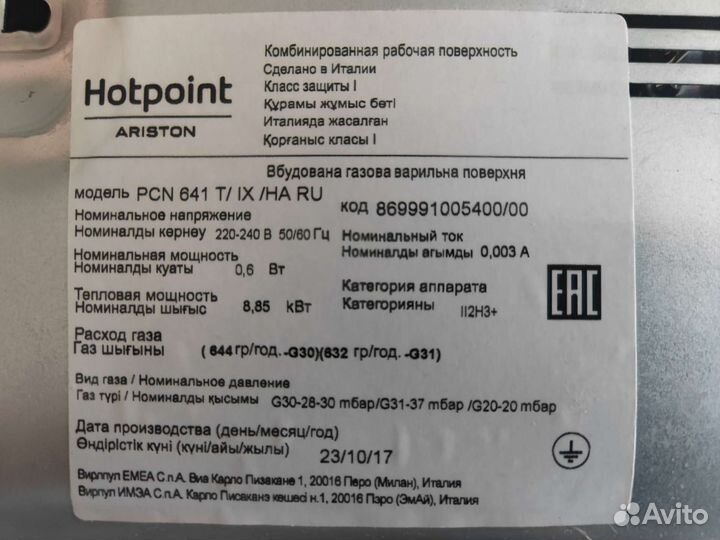 Hotpoint
ARISTON
Комбинированная рабочая поверхность
Сделано в Италии
Класс защиты I
Құрамы жұмыс беті
Италияда жасалған
Қорғаныс класы I
Вбудована газова варильна поверхня
модель PCN 641 T/ IX /HA RU
код 869991005400/00
Номинальное напряжение
Номиналды кернеу 220-240 В 50/60 Гц
Номинальный ток
Номиналды ағымды 0,003 А
Номинальная мощность
Номиналды куаты 0,6 Вт
Тепловая мощность
Номиналды шығыс 8,85 кВт
Категория аппарата
Категорияны II2H3+
EAC
Расход газа
Газ шығыны (644гр/год.-G30)(632 гр/год.-G31)
Вид газа / Номинальное давление
Газ түрі / Номиналды қысымы G30-28-30 mбар/G31-37 mбар /G20-20 mбар
Дата производства (день/месяц/год)
Өндірістік күні (күні/айы/жылы) 23/10/17
Вирлпул ЕМЕА С.п.А. Виа Карло Пизакане 1, 20016 Перо (Милан), Италия
Вирлпул ИМЭА С.п.А. Карло Писаканэ көшесі н.1, 20016 Пэро (ЭмАй), Италия
Avito